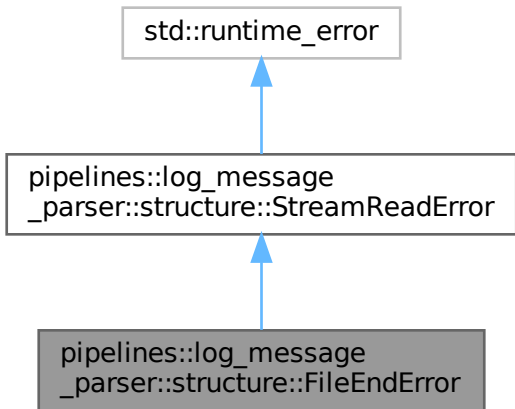 std::runtime_error
pipelines::log_message
_parser::structure::StreamReadError
pipelines::log_message
_parser::structure::FileEndError